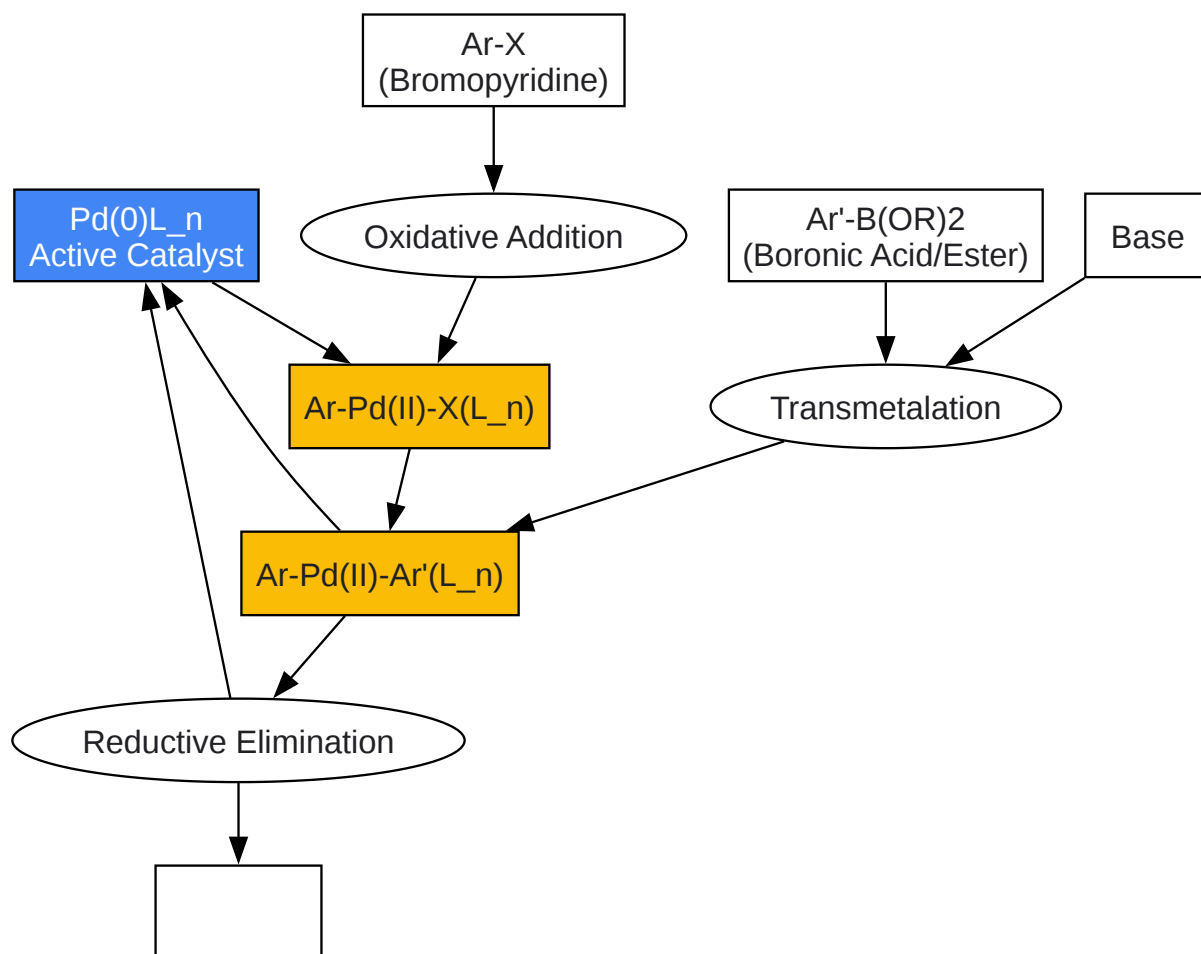 Ar-X
(Bromopyridine)
Pd(0)L_n
Active Catalyst
Oxidative Addition
Ar'-B(OR)2
(Boronic Acid/Ester)
Base
Ar-Pd(II)-X(L_n)
Transmetalation
Ar-Pd(II)-Ar'(L_n)
Reductive Elimination